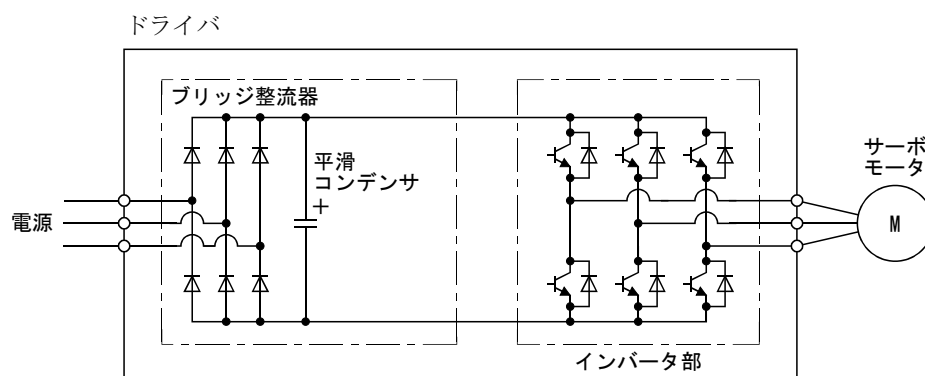 ドライバ
ブリッジ整流器
平滑
コンデンサ
+
電源
サーボ
モータ
M
インバータ部